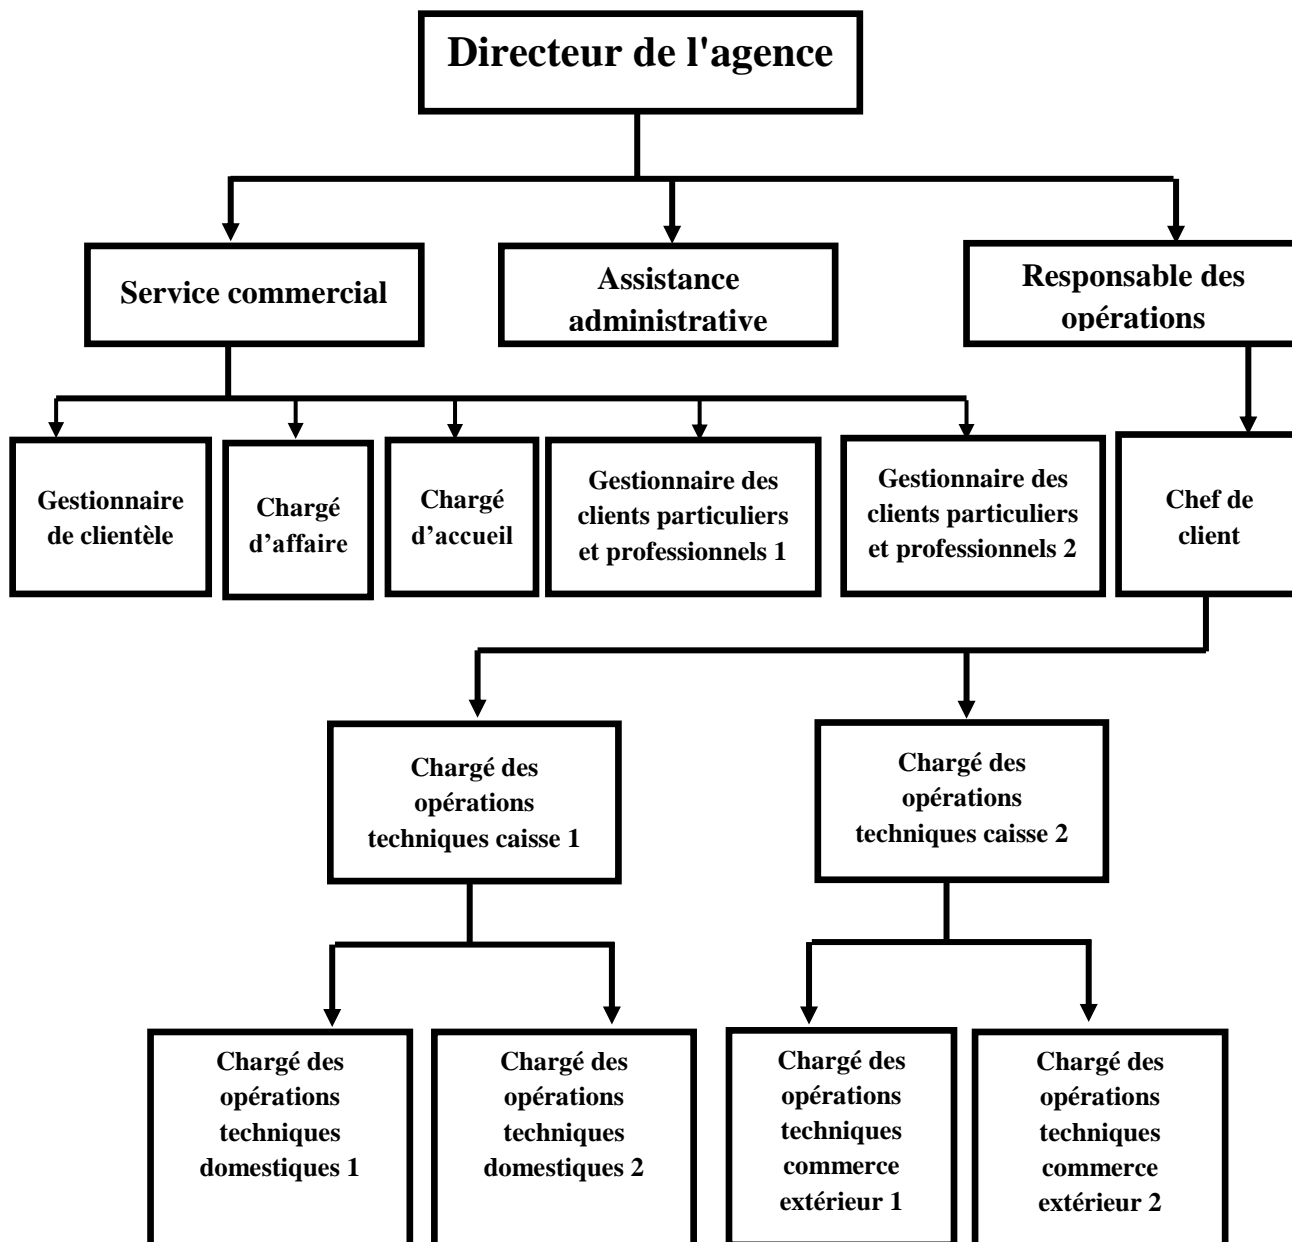 Directeur de l'agence
Service commercial
Assistance
administrative
Responsable des
opérations
Gestionnaire
de clientèle
Chargé
d’affaire
Chargé
d’accueil
Gestionnaire des
clients particuliers
et professionnels 1
Gestionnaire des
clients particuliers
et professionnels 2
Chef de
client
Chargé des
opérations
techniques caisse 1
Chargé des
opérations
techniques caisse 2
Chargé des
opérations
techniques
domestiques 1
Chargé des
opérations
techniques
domestiques 2
Chargé des
opérations
techniques
commerce
extérieur 1
Chargé des
opérations
techniques
commerce
extérieur 2